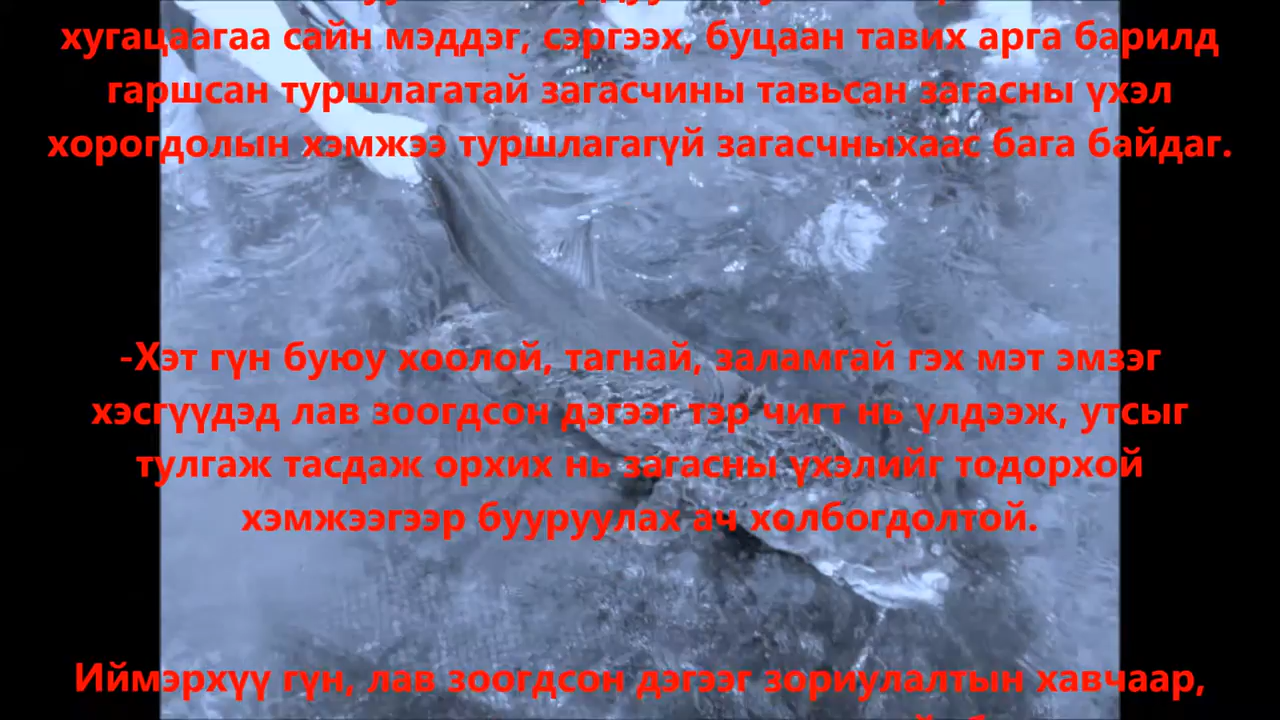 хугацаагаа сайн мэддэг, сэргээх, буцаан тавих арга барилд
гаршсан туршлагатай загасчины тавьсан загасны үхэл
хорогдолын хэмжээ туршлагагүй загасчныхаас бага байдаг.
-Хэт гүн буюу хоолой, тагнай, заламгай гэх мэт эмзэг
хэсгүүдэд лав зоогдсон дэгээг тэр чигт нь үлдээж, утсыг
тулгаж тасдаж орхих нь загасны үхэлийг тодорхой
хэмжээгээр бууруулах ач холбогдолтой.
Иймэрхүү гүн, лав зоогдсон дэгээг зориулалтын хавчаар,